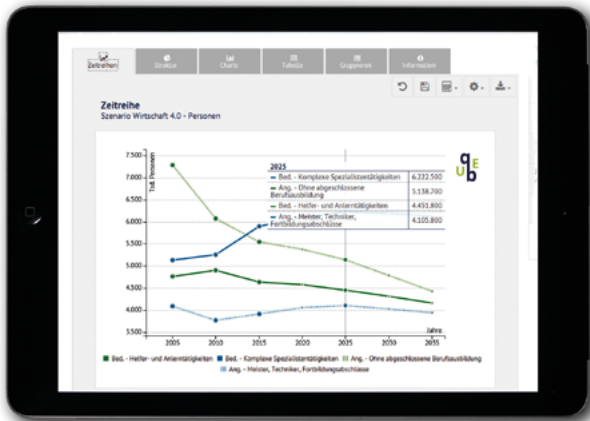 Zeitreihen
Struktur
Charts
Tabelle
Gruppieren
Information
Zeitreihe
Szenario Wirtschaft 4.0 - Personen
Tsd. Personen
7.500
7.000
6.500
6.000
5.500
5.000
4.500
4.000
3.500
2005 2010 2015 2020 2025 2030 2035
Jahre
2025
Bed. - Komplexe Spezialistentätigkeiten 6.232.500
Ang. - Ohne abgeschlossene
Berufsausbildung 5.138.700
Bed. - Helfer- und Anlerntätigkeiten 4.451.800
Ang. - Meister, Techniker,
Fortbildungsabschlüsse 4.105.800
qube
Bed. - Helfer- und Anlerntätigkeiten Bed. - Komplexe Spezialistentätigkeiten Ang. - Ohne abgeschlossene Berufsausbildung
Ang. - Meister, Techniker, Fortbildungsabschlüsse